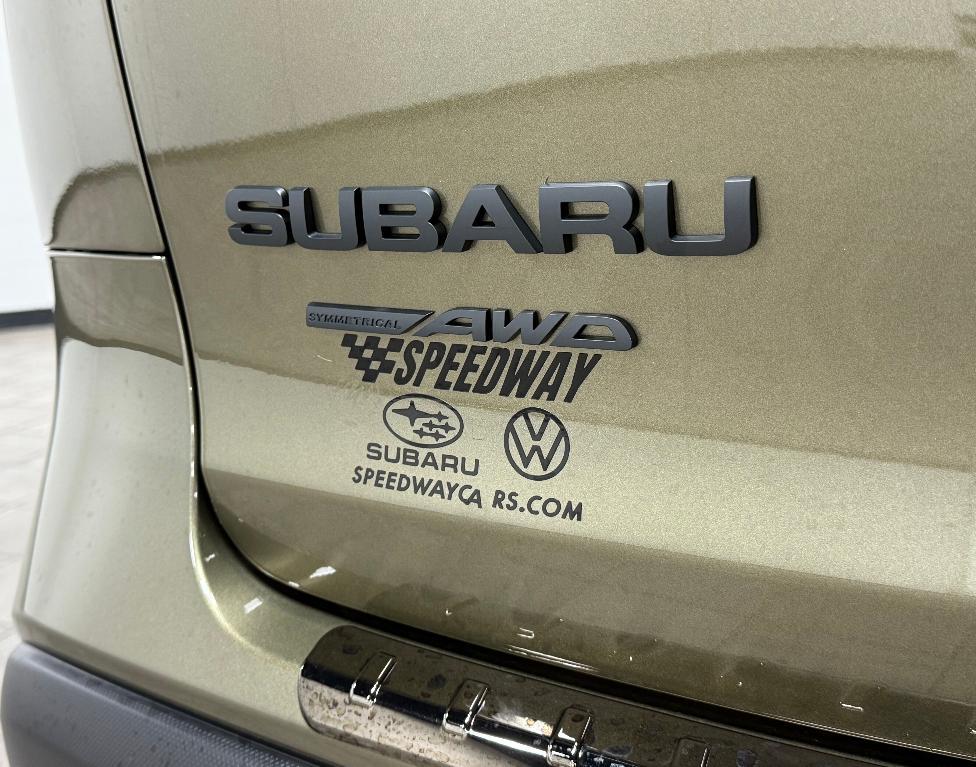 SUBARU
SYMMETRICAL AWD
SPEEDWAY
SUBARU
SPEEDWAYCA RS.COM